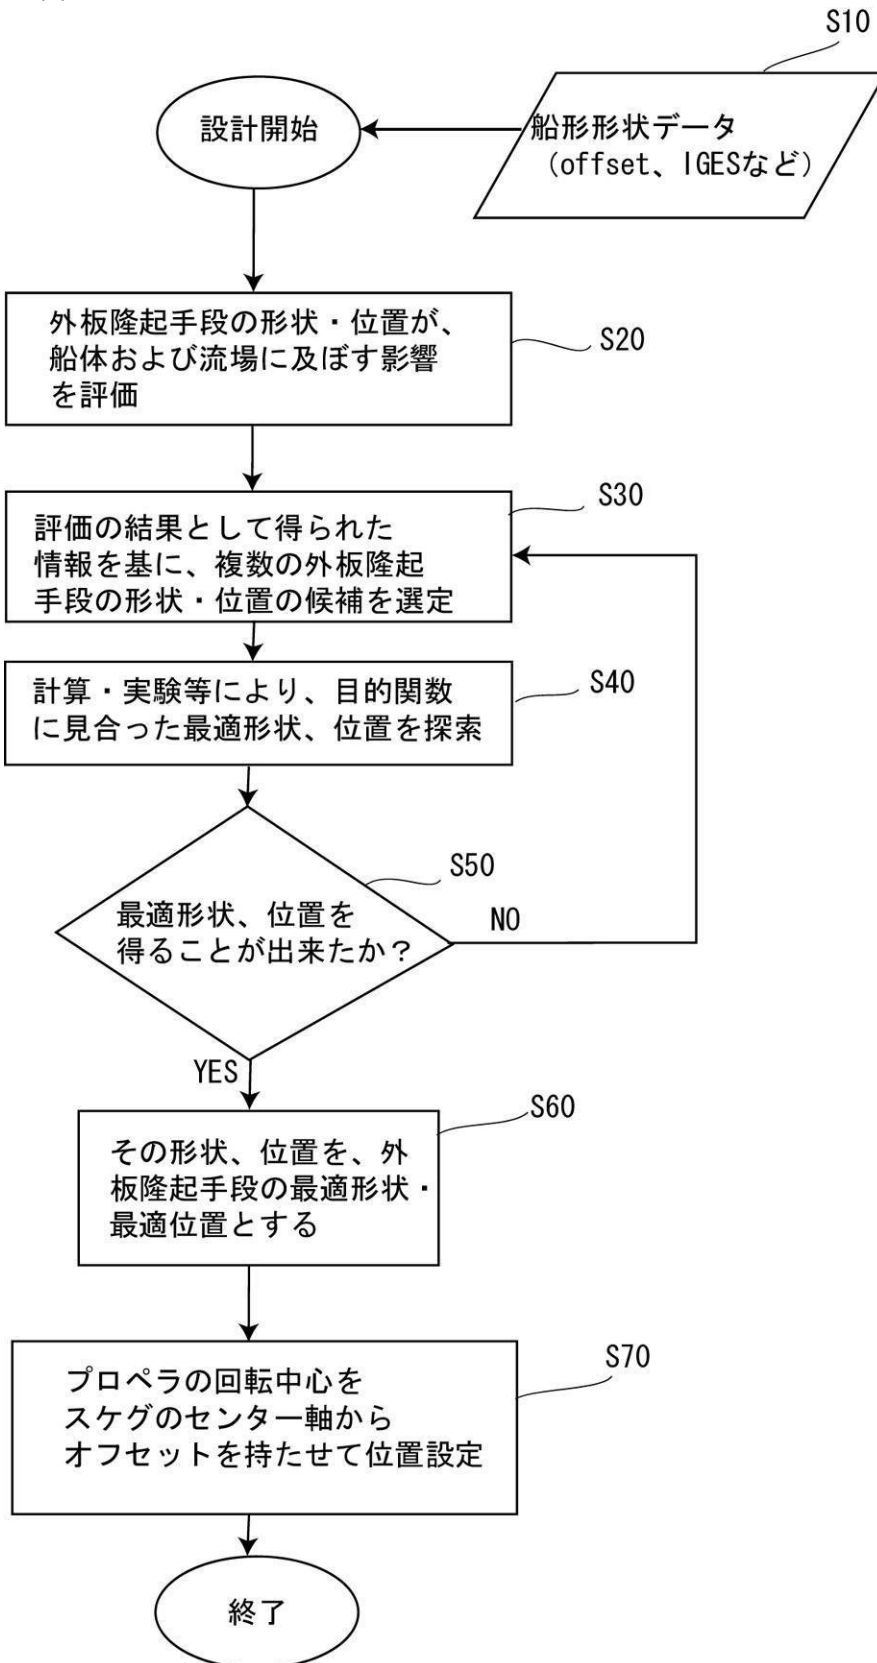 S10
設計開始
船形形状データ
(offset、IGESなど)
外板隆起手段の形状・位置が、
船体および流場に及ぼす影響
を評価
S20
S30
評価の結果として得られた
情報を基に、複数の外板隆起
手段の形状・位置の候補を選定
計算・実験等により、目的関数
に見合った最適形状、位置を探索
S40
S50
最適形状、位置を
得ることが出来たか？
NO
YES
S60
その形状、位置を、外
板隆起手段の最適形状・
最適位置とする
S70
プロペラの回転中心を
スケグのセンター軸から
オフセットを持たせて位置設定
終了